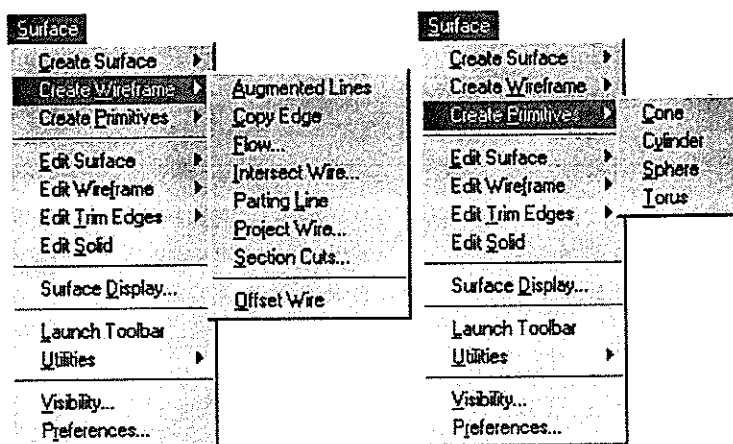 Surface
Create Surface
Create Wireframe
Create Primitives
Edit Surface
Edit Wireframe
Edit Trim Edges
Edit Solid
Surface Display...
Launch Toolbar
Utilities
Visibility...
Preferences...
Augmented Lines
Copy Edge
Flow...
Intersect Wire...
Parting Line
Project Wire...
Section Cuts...
Offset Wire
Surface
Create Surface
Create Wireframe
Create Primitives
Edit Surface
Edit Wireframe
Edit Trim Edges
Edit Solid
Surface Display...
Launch Toolbar
Utilities
Visibility...
Preferences...
Cone
Cylinder
Sphere
Torus